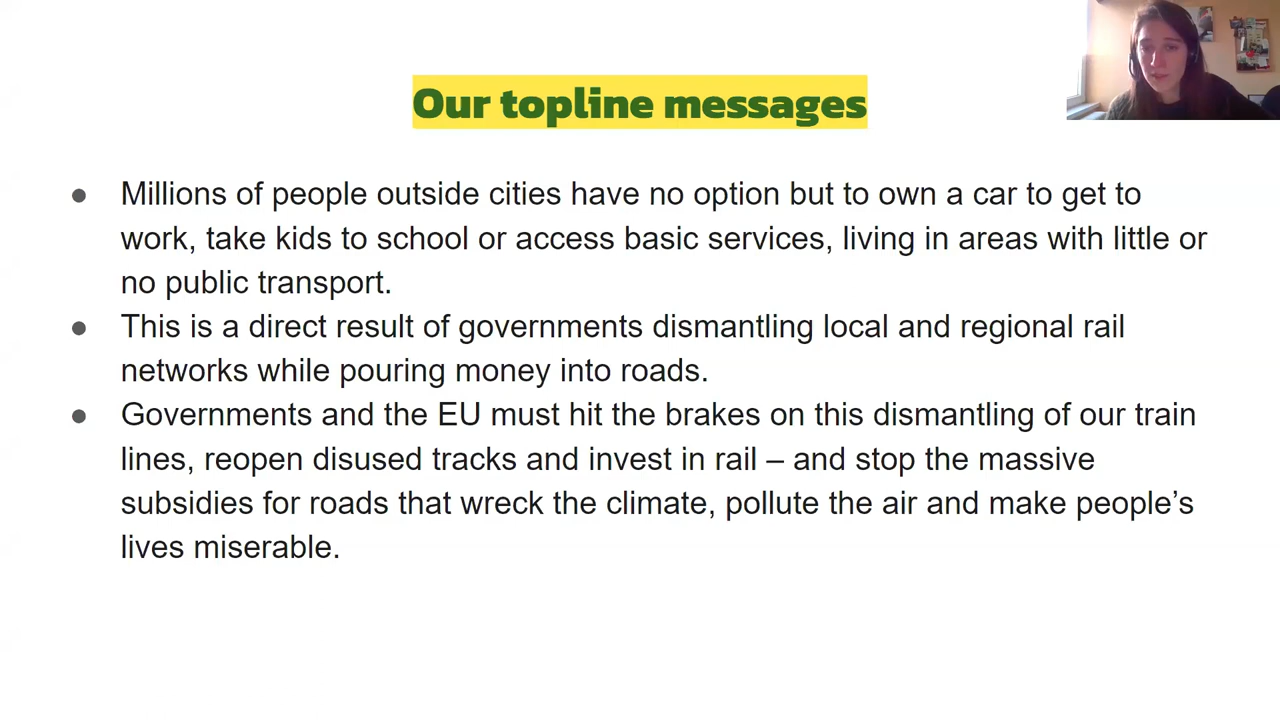 Our topline messages
● Millions of people outside cities have no option but to own a car to get to
work, take kids to school or access basic services, living in areas with little or
no public transport.
● This is a direct result of governments dismantling local and regional rail
networks while pouring money into roads.
● Governments and the EU must hit the brakes on this dismantling of our train
lines, reopen disused tracks and invest in rail – and stop the massive
subsidies for roads that wreck the climate, pollute the air and make people’s
lives miserable.